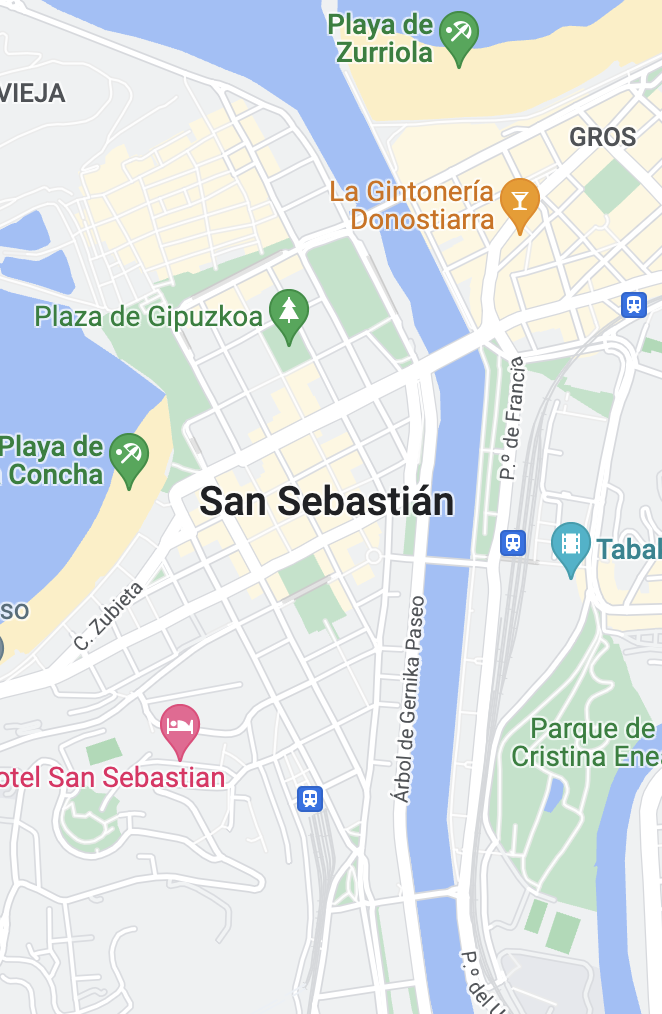 Playa de
Zurriola
VIEJA
GROS
La Gintonería
Donostiarra
Plaza de Gipuzkoa
P.º de Francia
Playa de
Concha
San Sebastián
Tabal
C. Zubieta
SO
Árbol de Gernika Paseo
Parque de
Cristina Enea
otel San Sebastian
P.º del U